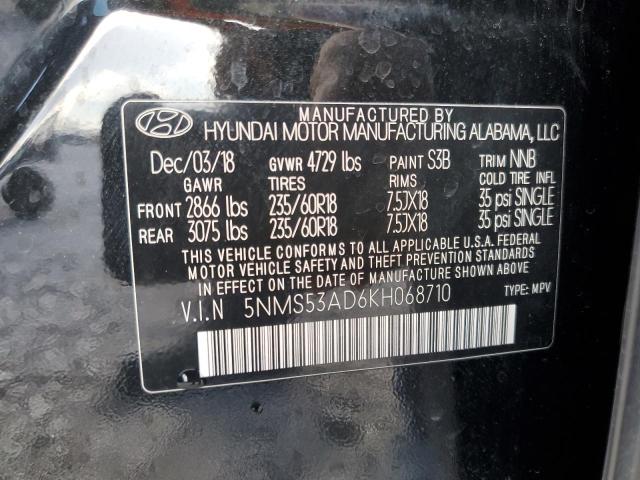 MANUFACTURED BY
HYUNDAI MOTOR MANUFACTURING ALABAMA, LLC
Dec/03/18 GVWR 4729 lbs PAINT S3B TRIM NNB
GAWR TIRES RIMS COLD TIRE INFL
FRONT 2866 lbs 235/60R18 7.5JX18 35 psi SINGLE
REAR 3075 lbs 235/60R18 7.5JX18 35 psi SINGLE
THIS VEHICLE CONFORMS TO ALL APPLICABLE U.S.A. FEDERAL
MOTOR VEHICLE SAFETY AND THEFT PREVENTION STANDARDS
IN EFFECT ON THE DATE OF MANUFACTURE SHOWN ABOVE.
V.I.N 5NMS53AD6KH068710 TYPE: MPV